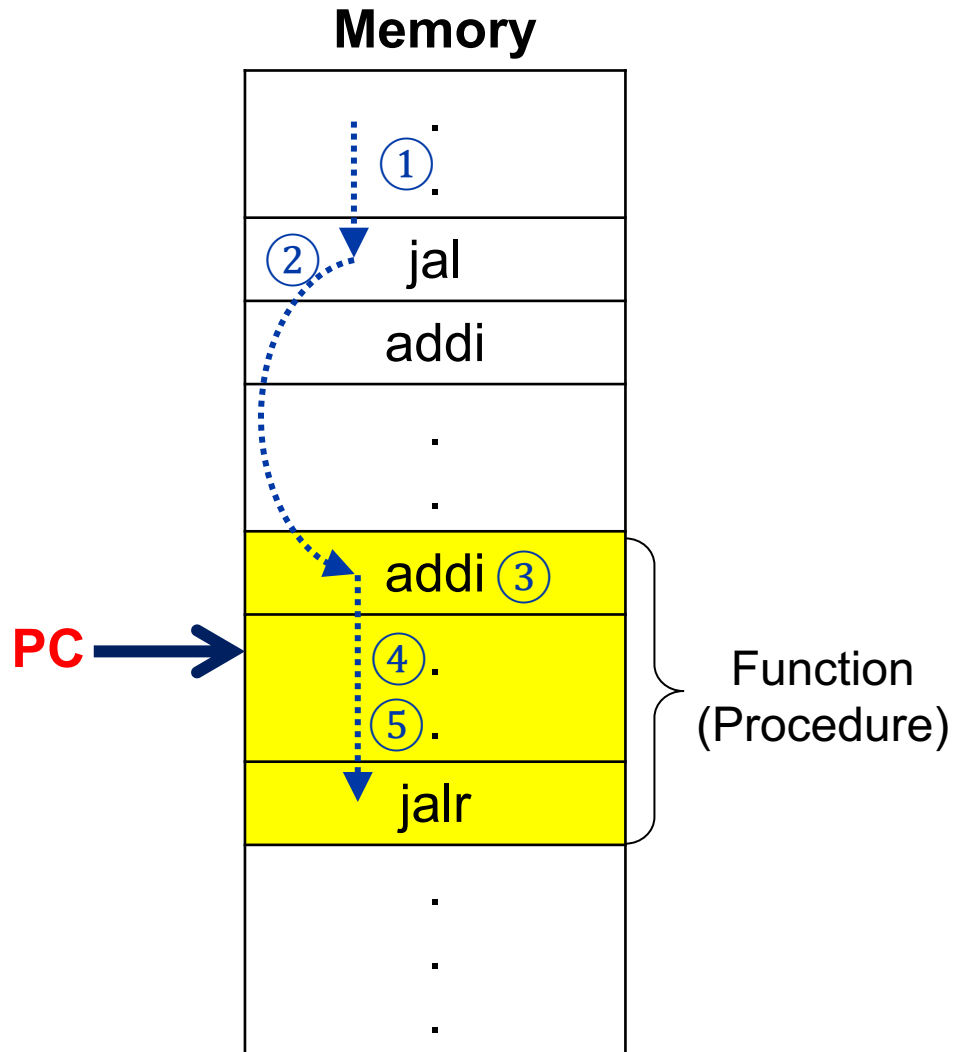 Memory
.
①
.
② jal
addi
.
.
addi ③
PC
④ .
⑤ .
Function
(Procedure)
jalr
.
.
.